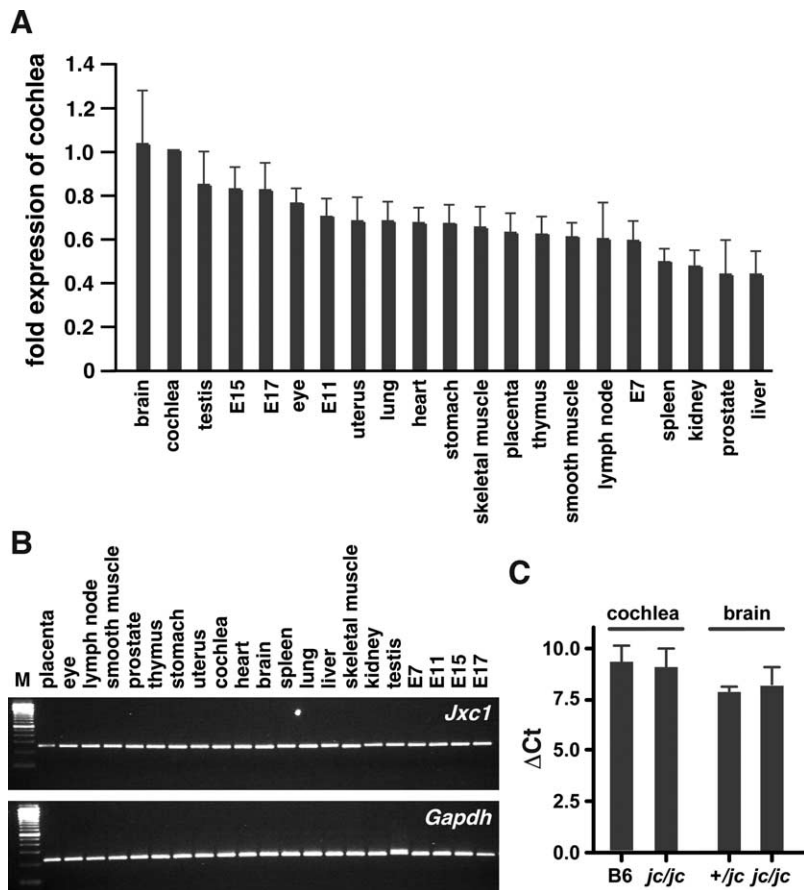 A
fold expression of cochlea
1.4
1.2
1.0
0.8
0.6
0.4
0.2
0
brain
cochlea
testis
E15
E17
eye
E11
uterus
lung
heart
stomach
skeletal muscle
placenta
thymus
smooth muscle
lymph node
E7
spleen
kidney
prostate
liver
B
M
placenta
eye
lymph node
smooth muscle
prostate
thymus
stomach
uterus
cochlea
heart
brain
spleen
lung
liver
skeletal muscle
kidney
testis
E7
E11
E15
E17
Jxc1
Gapdh
C
cochlea brain
ΔCt
10.0
7.5
5.0
2.5
0.0
B6 jc/jc +/jc jc/jc